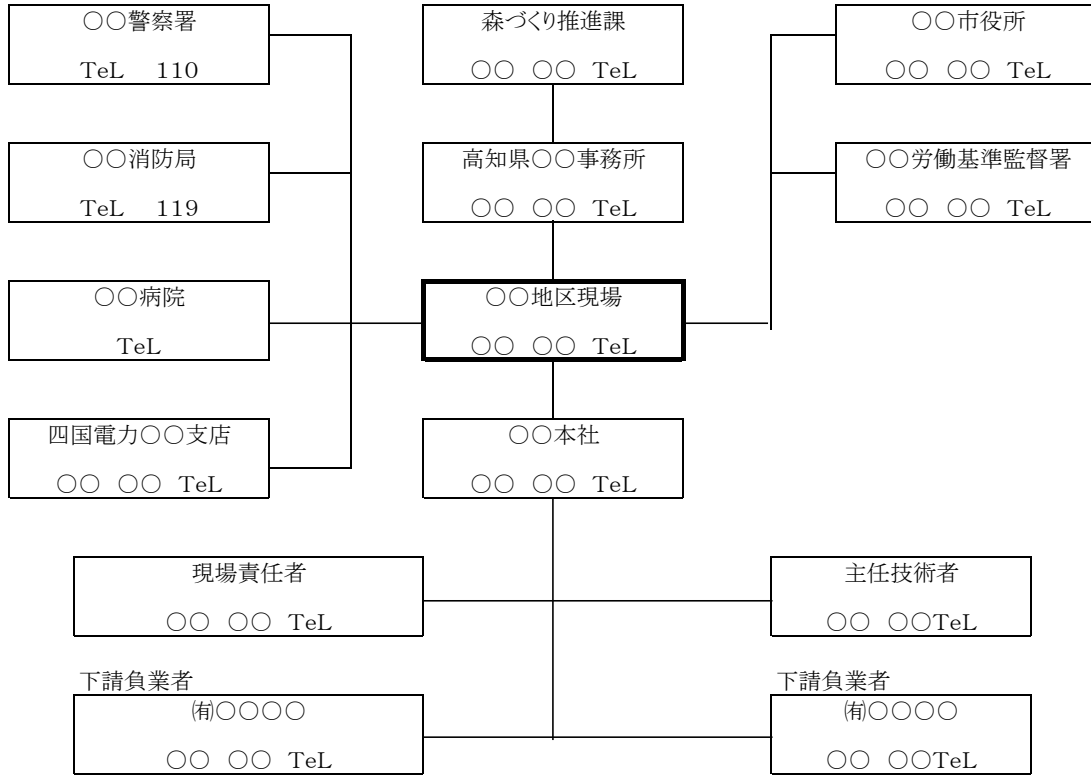 ○○警察署
TeL 110
森づくり推進課
○○ ○○ TeL
○○市役所
○○ ○○ TeL
○○消防局
TeL 119
高知県○○事務所
○○ ○○ TeL
○○労働基準監督署
○○ ○○ TeL
○○病院
TeL
○○地区現場
○○ ○○ TeL
四国電力○○支店
○○ ○○ TeL
○○本社
○○ ○○ TeL
現場責任者
○○ ○○ TeL
主任技術者
○○ ○○TeL
下請負業者
㈲○○○○
○○ ○○ TeL
下請負業者
㈲○○○○
○○ ○○TeL